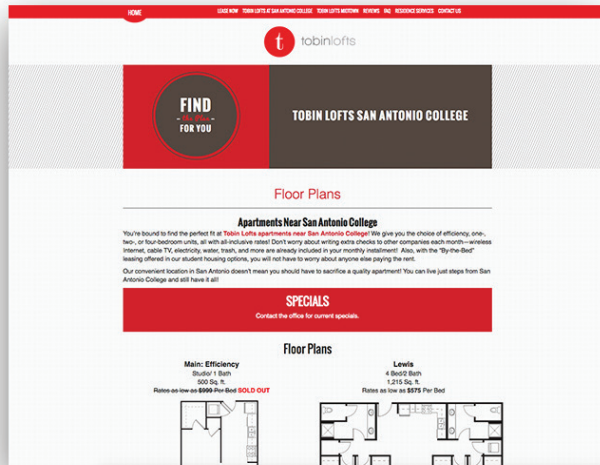 HOME
LEASE NOW TOBIN LOFTS AT SAN ANTONIO COLLEGE TOBIN LOFTS MIDTOWN REVIEWS FAQ RESIDENCE SERVICES CONTACT US
t tobinlofts
FIND
the Plan
FOR YOU
TOBIN LOFTS SAN ANTONIO COLLEGE
Floor Plans
Apartments Near San Antonio College
You're bound to find the perfect fit at Tobin Lofts apartments near San Antonio College! We give you the choice of efficiency, one-,
two-, or four-bedroom units, all with all-inclusive rates! Don't worry about writing extra checks to other companies each month—wireless
Internet, cable TV, electricity, water, trash, and more are already included in your monthly installment! Also, with the "By-the-Bed"
leasing offered in our student housing options, you will not have to worry about anyone else paying the rent.
Our convenient location in San Antonio doesn't mean you should have to sacrifice a quality apartment! You can live just steps from San
Antonio College and still have it all!
SPECIALS
Contact the office for current specials.
Floor Plans
Main: Efficiency
Studio/ 1 Bath
500 Sq. ft.
Rates as low as $999 Per Bed SOLD OUT
Lewis
4 Bed/2 Bath
1,215 Sq. ft.
Rates as low as $575 Per Bed